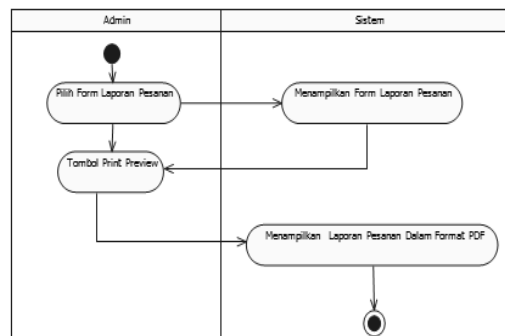 Admin
Sistem
Pilih Form Laporan Pesanan
Menampilkan Form Laporan Pesanan
Tombol Print Preview
Menampilkan Laporan Pesanan Dalam Format PDF